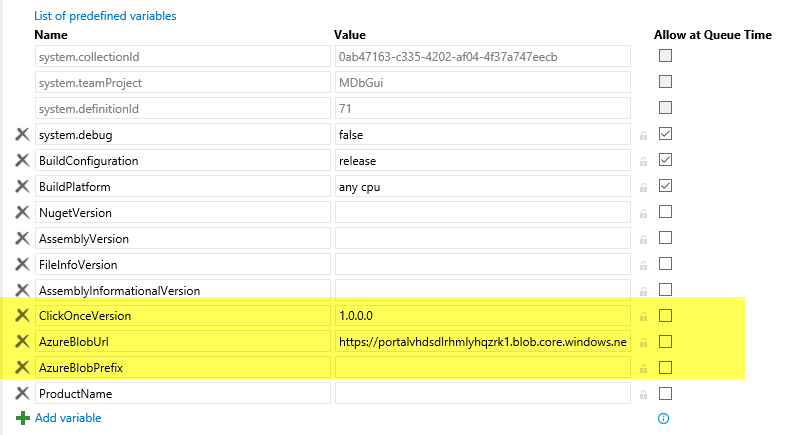 List of predefined variables
Name Value Allow at Queue Time
system.collectionId 0ab47163-c335-4202-af04-4f37a747eecb
system.teamProject MDbGui
system.definitionId 71
system.debug false
BuildConfiguration release
BuildPlatform any cpu
NugetVersion
AssemblyVersion
FileInfoVersion
AssemblyInformationalVersion
ClickOnceVersion 1.0.0.0
AzureBlobUrl https://portalvhdsdlrhmlyhqzrk1.blob.core.windows.ne
AzureBlobPrefix
ProductName
Add variable